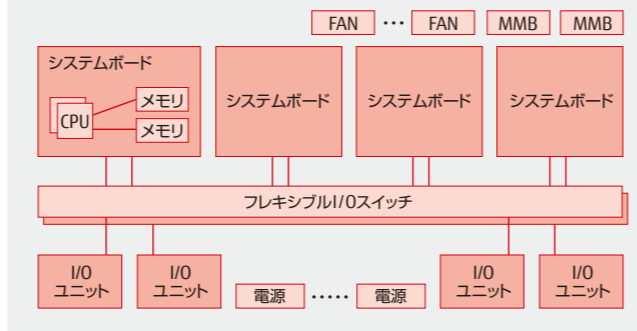 FAN ・・・ FAN MMB MMB
システムボード
CPU
メモリ
メモリ
システムボード
システムボード
システムボード
フレキシブルI/Oスイッチ
I/O
ユニット
I/O
ユニット
電源 ・・・・・ 電源
I/O
ユニット
I/O
ユニット